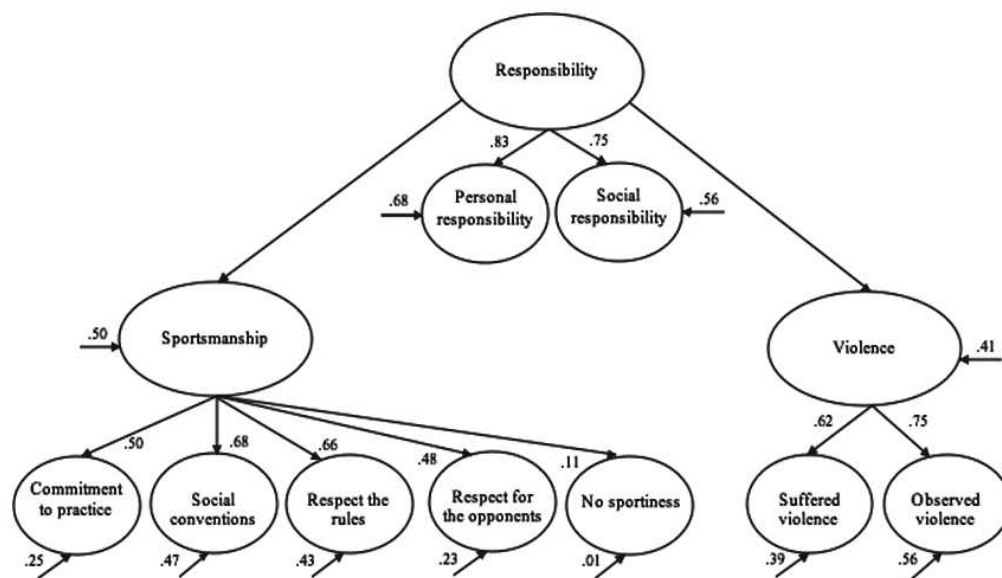 Responsibility
.83
.75
Personal
responsibility
Social
responsibility
.68
.56
Sportsmanship
.50
Violence
.41
.50
.68
.66
.48
.11
.62
.75
Commitment
to practice
Social
conventions
Respect the
rules
Respect for
the opponents
No sportiness
Suffered
violence
Observed
violence
.25
.47
.43
.23
.01
.39
.56